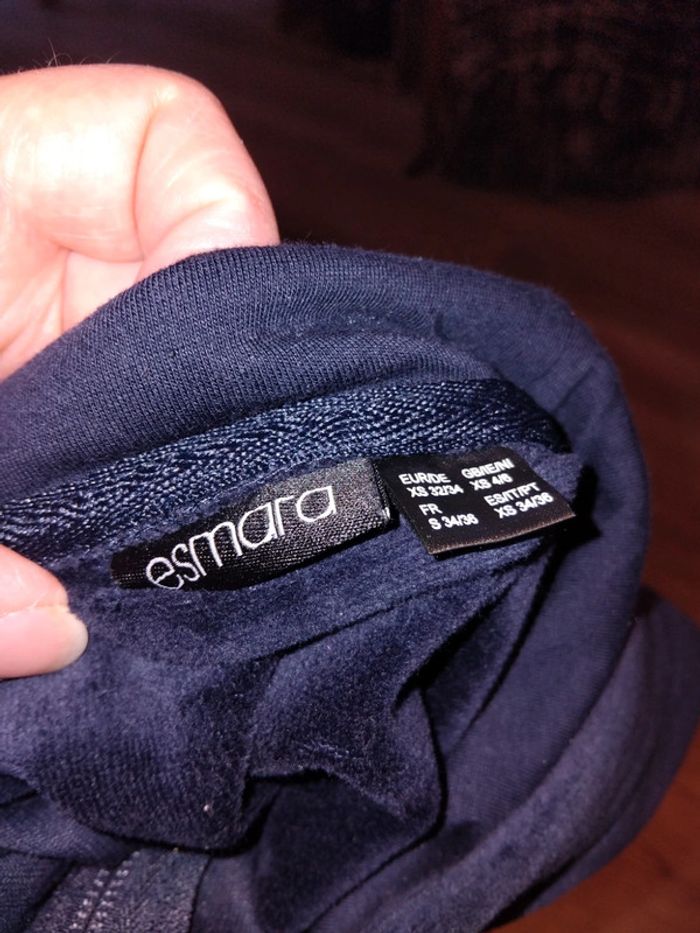 esmara
EUR/DE
XS 32/34
GB/IE/NI
XS 4/6
FR
S 34/36
ES/IT/PT
XS 34/36